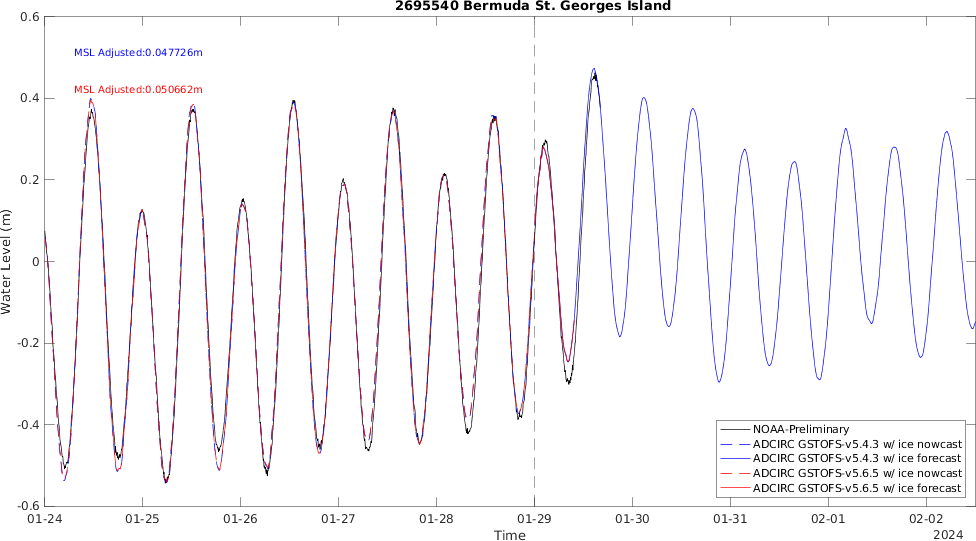 2695540 Bermuda St. Georges Island
MSL Adjusted:0.047726m
MSL Adjusted:0.050662m
Water Level (m)
0.6
0.4
0.2
0
-0.2
-0.4
-0.6
NOAA-Preliminary
ADCIRC GSTOFS-v5.4.3 w/ ice nowcast
ADCIRC GSTOFS-v5.4.3 w/ ice forecast
ADCIRC GSTOFS-v5.6.5 w/ ice nowcast
ADCIRC GSTOFS-v5.6.5 w/ ice forecast
01-24 01-25 01-26 01-27 01-28 01-29 01-30 01-31 02-01 02-02
Time
2024